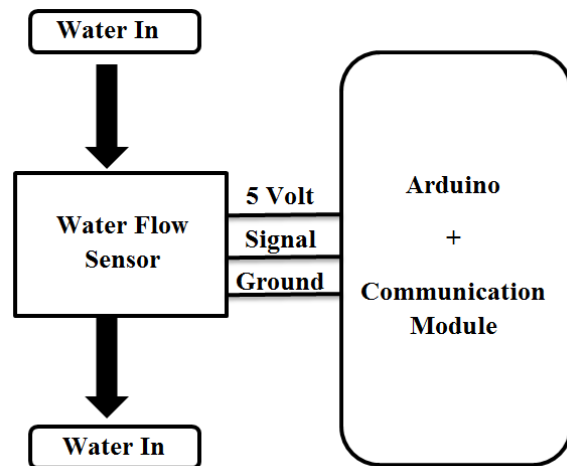 Water In
Water Flow
Sensor
5 Volt
Signal
Ground
Arduino
+
Communication
Module
Water In